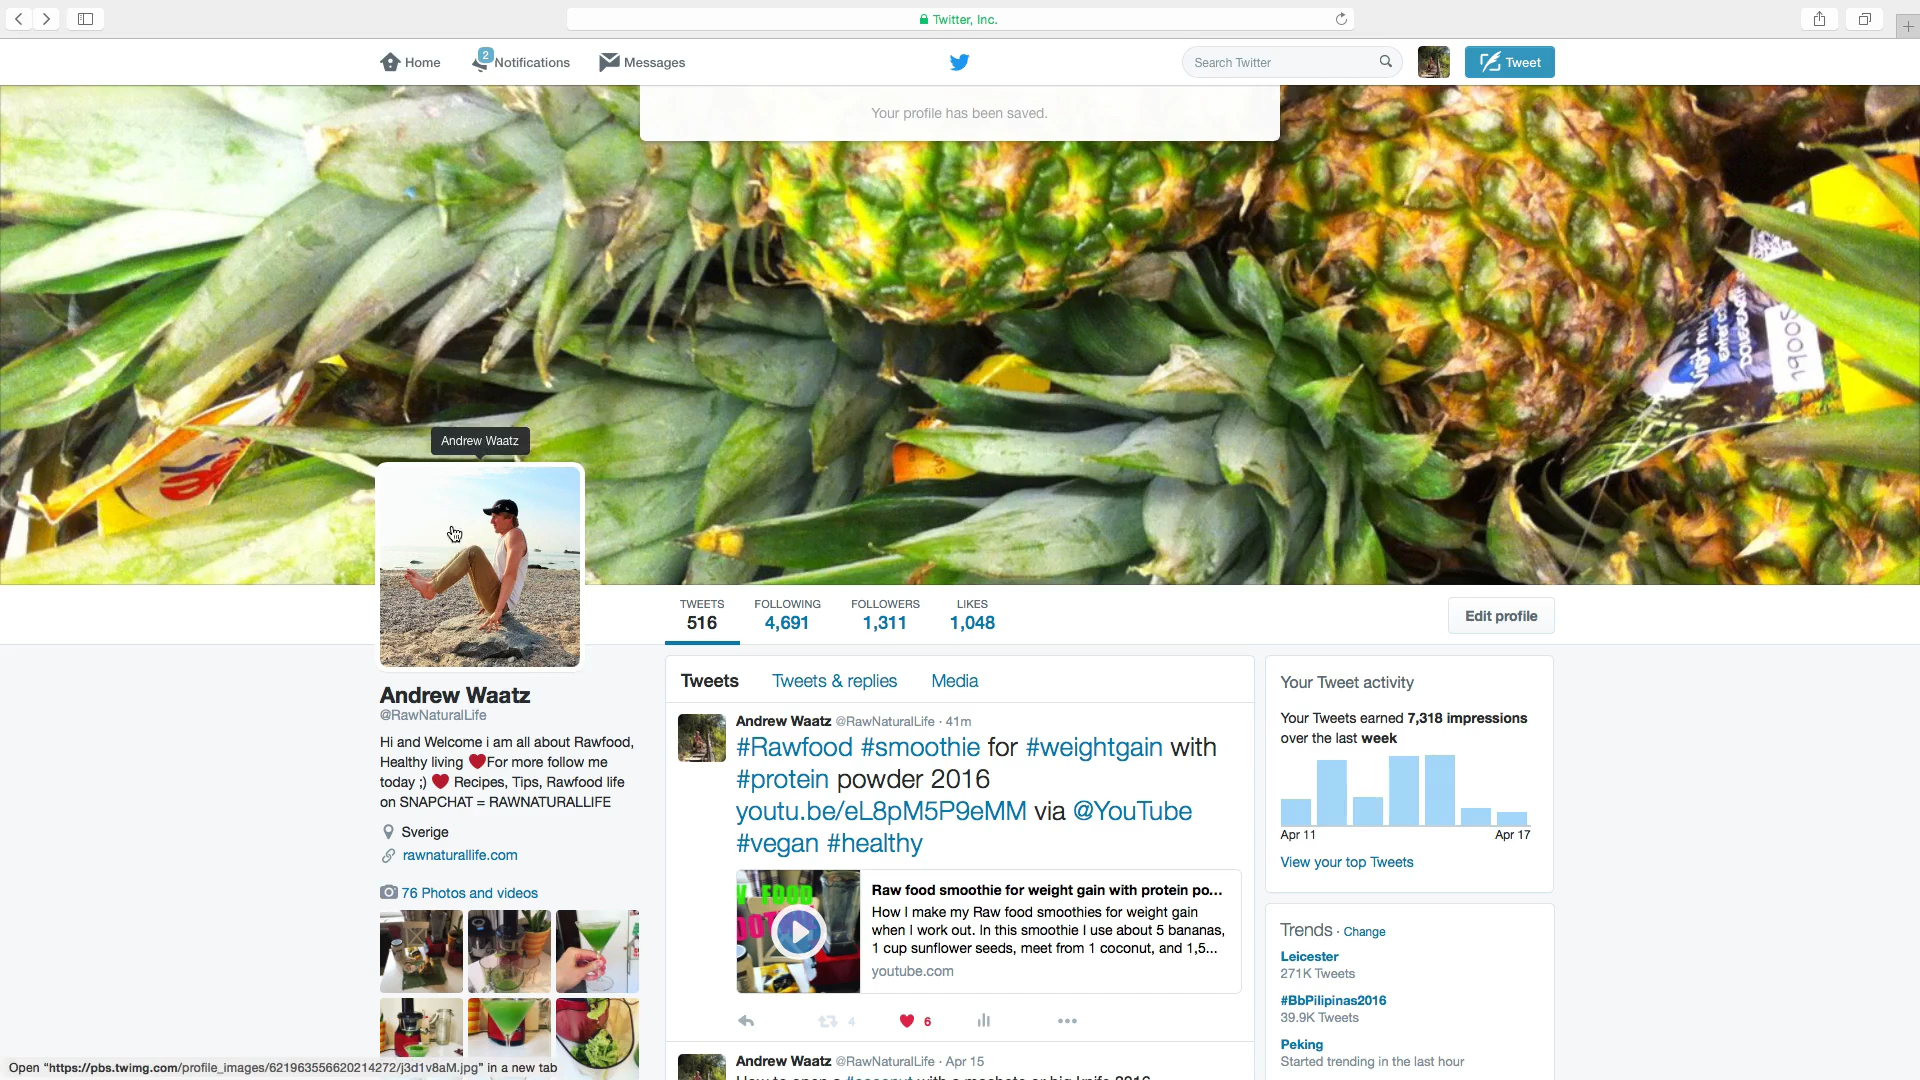 Twitter, Inc.
Home
2
Notifications
Messages
Search Twitter
Tweet
Your profile has been saved.
Andrew Waatz
TWEETS
516
FOLLOWING
4,691
FOLLOWERS
1,311
LIKES
1,048
Edit profile
Andrew Waatz
@RawNaturalLife
Hi and Welcome i am all about Rawfood,
Healthy living ❤For more follow me
today ;) ❤ Recipes, Tips, Rawfood life
on SNAPCHAT = RAWNATURALLIFE
Sverige
rawnaturallife.com
76 Photos and videos
Tweets
Tweets & replies
Media
Andrew Waatz @RawNaturalLife · 41m
#Rawfood #smoothie for #weightgain with
#protein powder 2016
youtu.be/eL8pM5P9eMM via @YouTube
#vegan #healthy
Raw food smoothie for weight gain with protein po...
How I make my Raw food smoothies for weight gain
when I work out. In this smoothie I use about 5 bananas,
1 cup sunflower seeds, meet from 1 coconut, and 1,5...
youtube.com
4
6
Andrew Waatz @RawNaturalLife · Apr 15
Your Tweet activity
Your Tweets earned 7,318 impressions
over the last week
Apr 11
Apr 17
View your top Tweets
Trends · Change
Leicester
271K Tweets
#BbPilipinas2016
39.9K Tweets
Peking
Started trending in the last hour
Open "https://pbs.twimg.com/profile_images/621963556620214272/j3d1v8aM.jpg" in a new tab